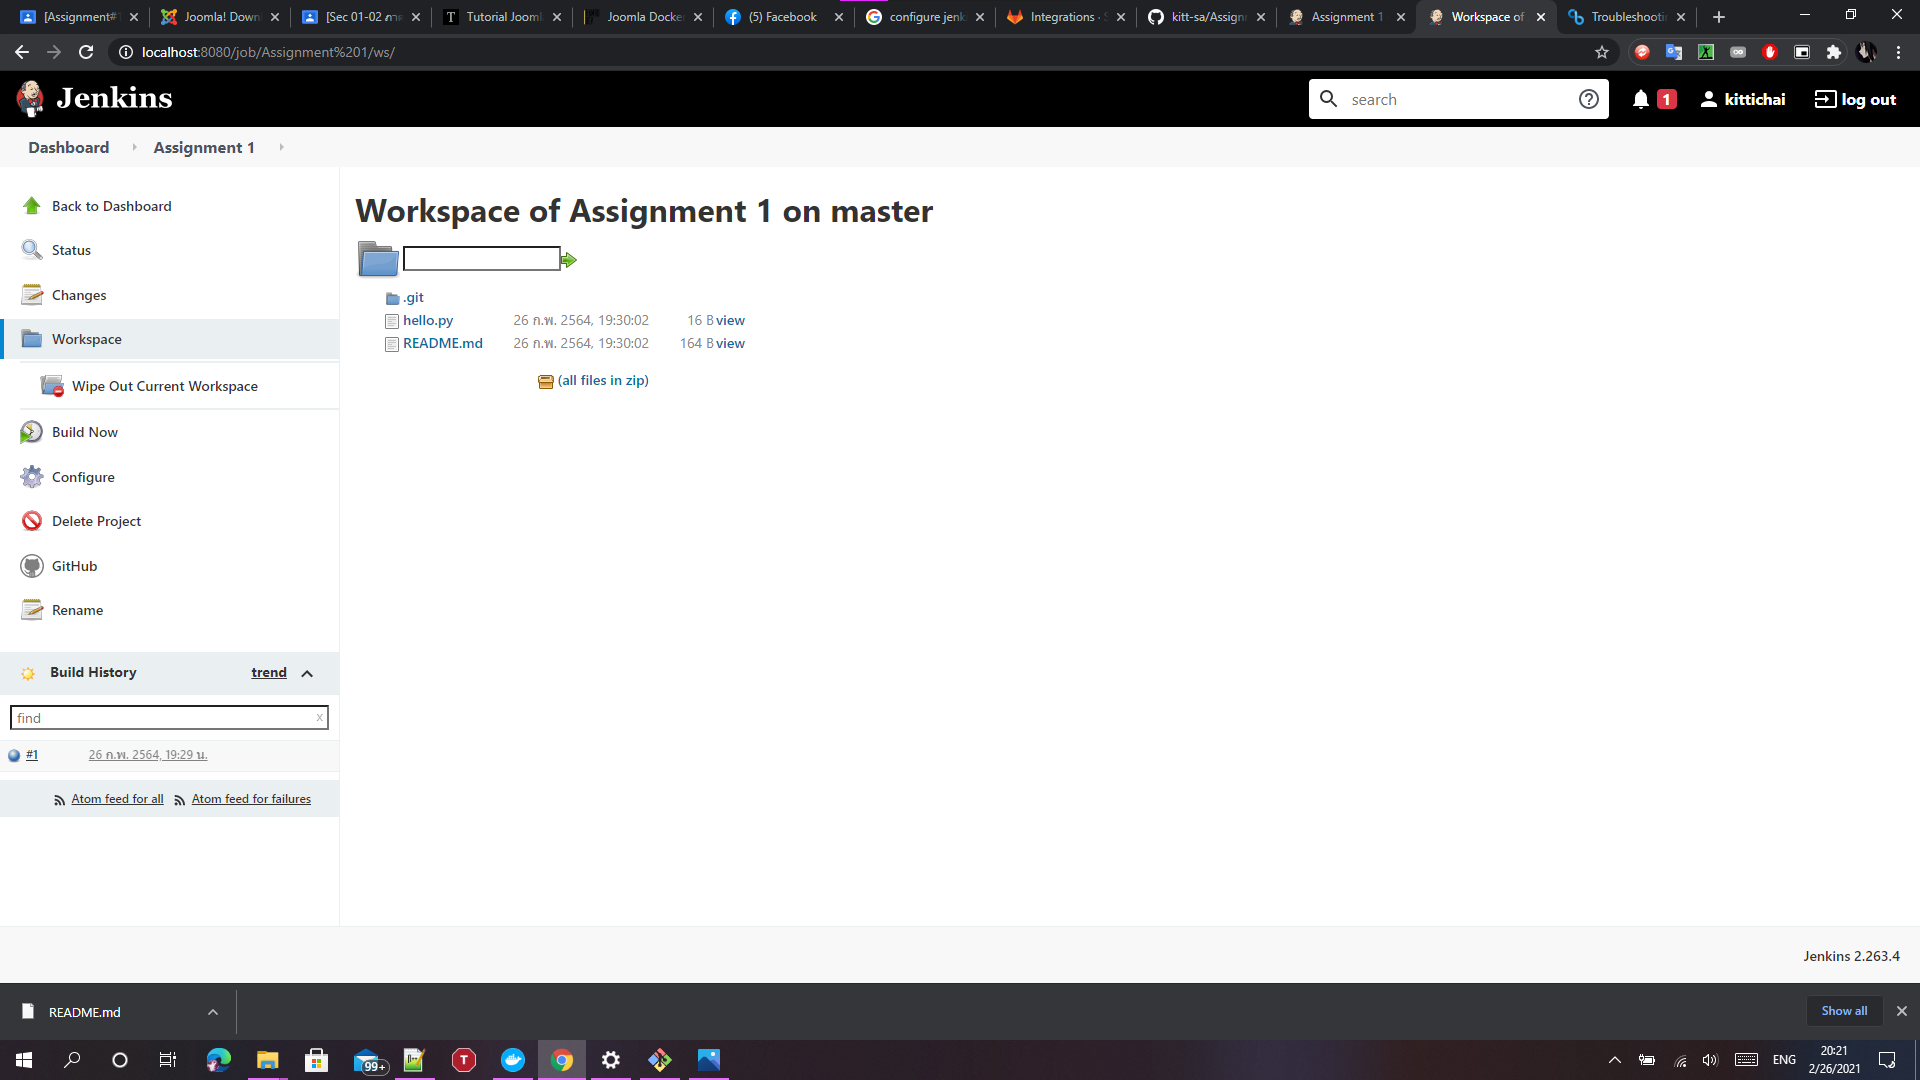 [Assignment#
Joomla! Down
[Sec 01-02 ภาค
Tutorial Jooml
Joomla Docke
(5) Facebook
configure jenk
Integrations · S
kitt-sa/Assign
Assignment 1
Workspace of
Troubleshooti
localhost:8080/job/Assignment%201/ws/
Jenkins
search
1
kittichai
log out
Dashboard
Assignment 1
Back to Dashboard
Status
Changes
Workspace
Wipe Out Current Workspace
Build Now
Configure
Delete Project
GitHub
Rename
Build History
trend
find
x
#1 26 ก.พ. 2564, 19:29 น.
Atom feed for all Atom feed for failures
Workspace of Assignment 1 on master
.git
hello.py 26 ก.พ. 2564, 19:30:02 16 B view
README.md 26 ก.พ. 2564, 19:30:02 164 B view
(all files in zip)
Jenkins 2.263.4
README.md
Show all
99+
T
ENG
20:21
2/26/2021